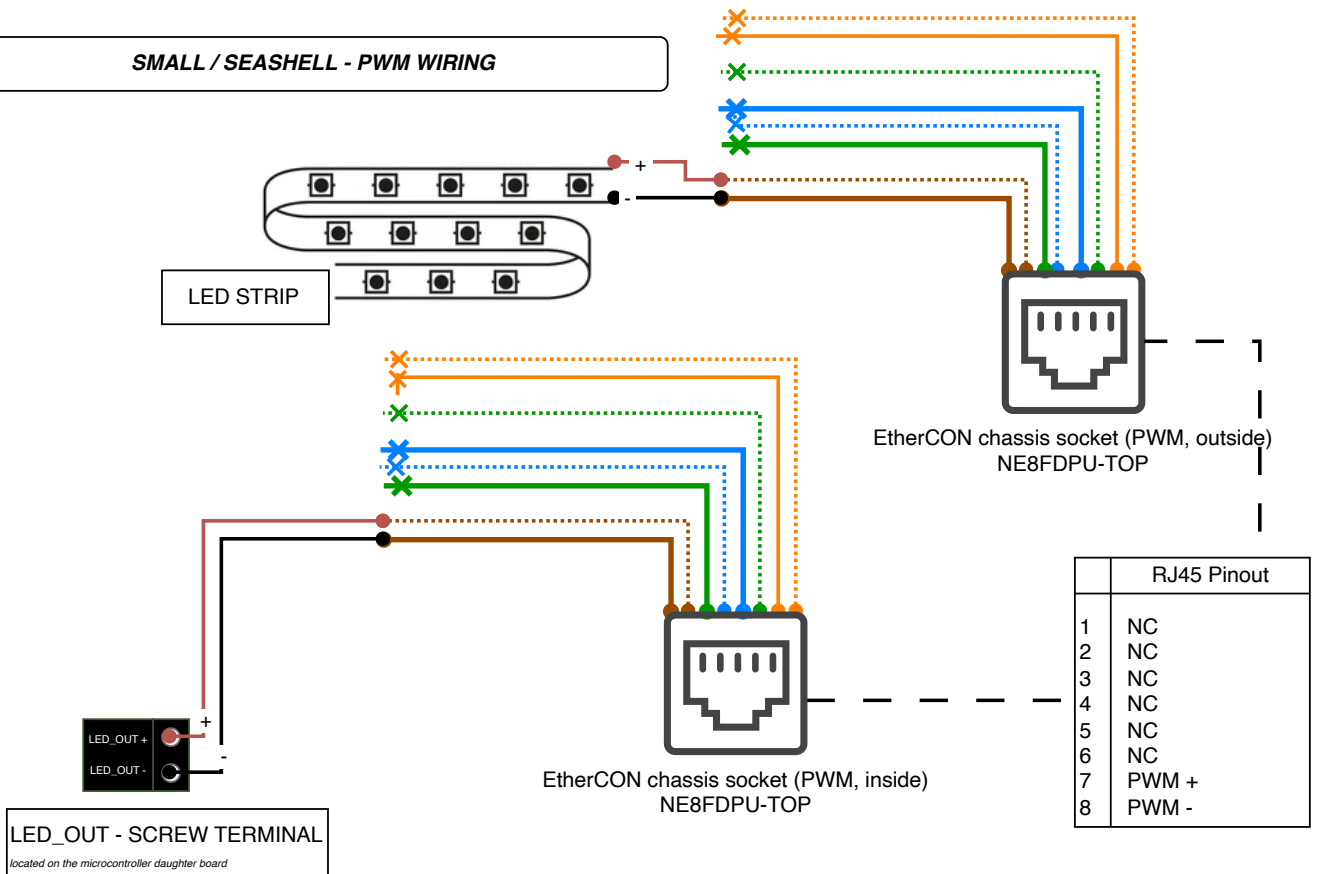 SMALL / SEASHELL - PWM WIRING
+
-
LED STRIP
EtherCON chassis socket (PWM, outside)
NE8FDPU-TOP
RJ45 Pinout
1 NC
2 NC
3 NC
4 NC
5 NC
6 NC
7 PWM +
8 PWM -
+
-
LED_OUT +
LED_OUT -
EtherCON chassis socket (PWM, inside)
NE8FDPU-TOP
LED_OUT - SCREW TERMINAL
located on the microcontroller daughter board